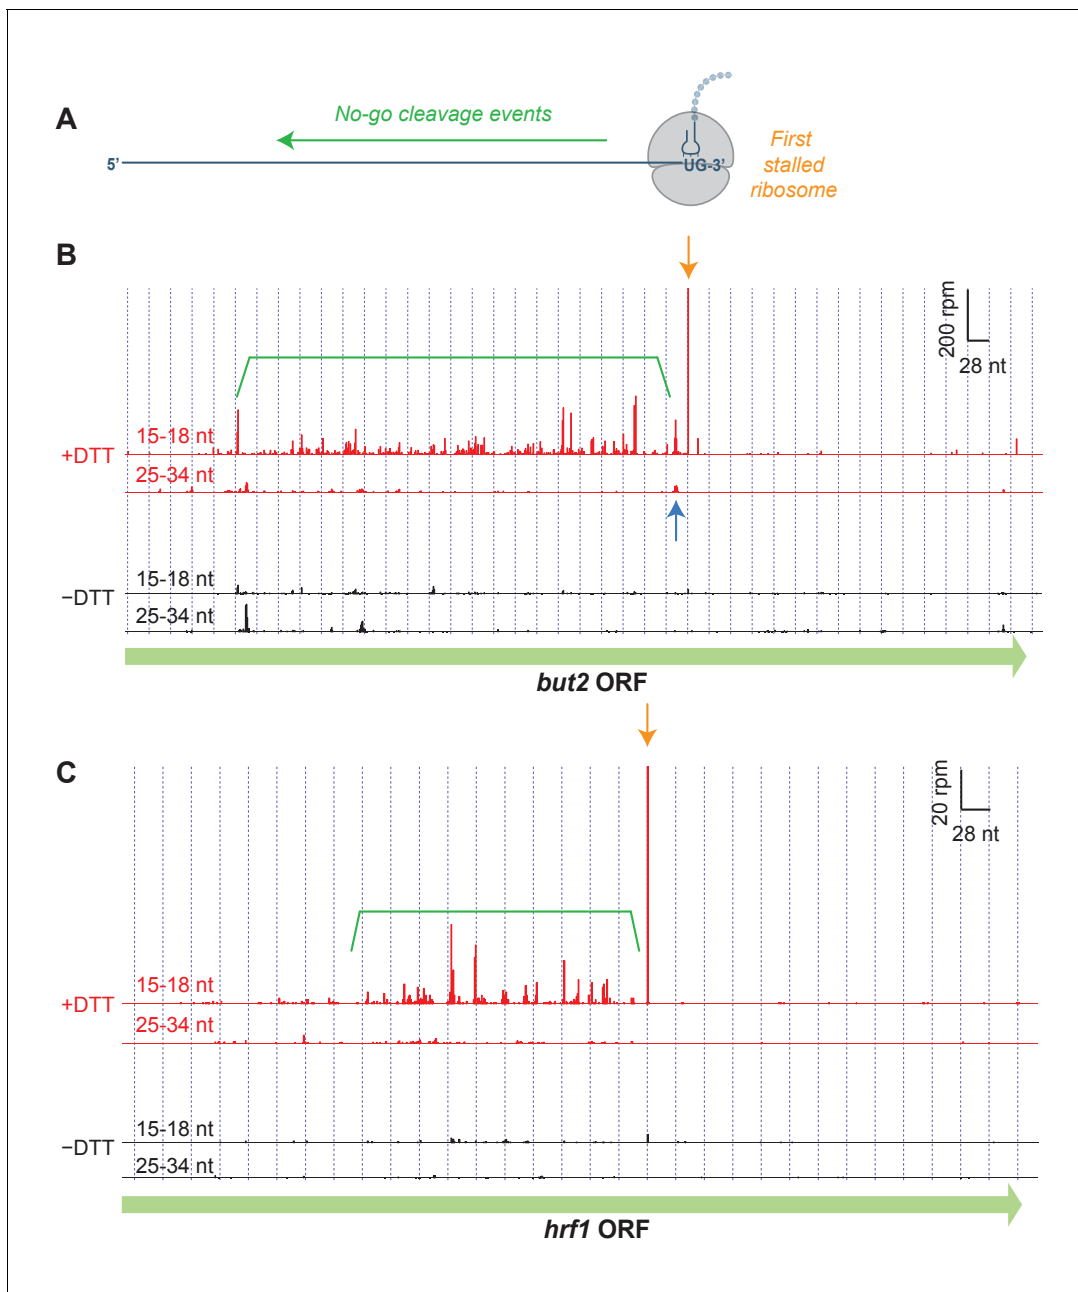 A
No-go cleavage events
5’
UG-3’
First
stalled
ribosome
B
200 rpm
28 nt
15-18 nt
+DTT
25-34 nt
15-18 nt
−DTT
25-34 nt
but2 ORF
C
20 rpm
28 nt
15-18 nt
+DTT
25-34 nt
15-18 nt
−DTT
25-34 nt
hrf1 ORF